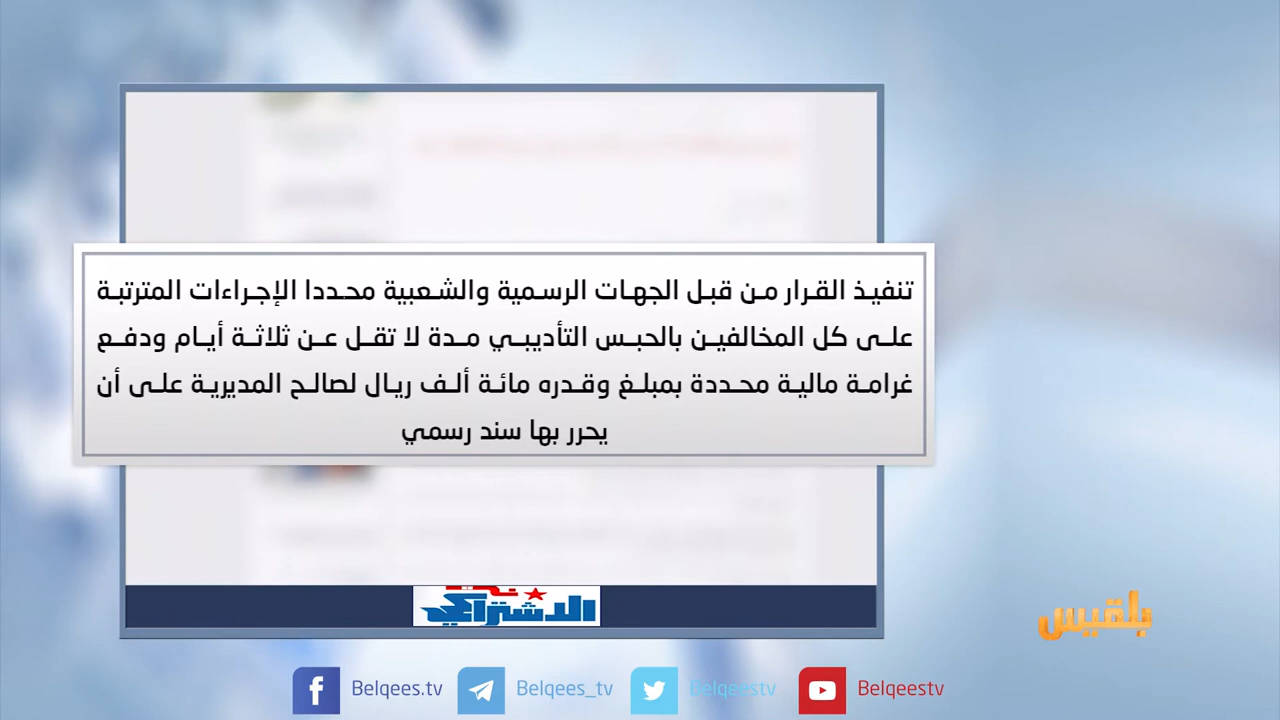 تنفيذ القرار من قبل الجهات الرسمية والشعبية محددا الإجراءات المترتبة
على كل المخالفين بالحبس التأديبي مدة لا تقل عن ثلاثة أيام ودفع
غرامة مالية محددة بمبلغ وقدره مائة ألف ريال لصالح المديرية على أن
يحرر بها سند رسمي
الاشتراكي
بلقيس
Belqees.tv
Belqees_tv
Belqeestv
Belqeestv